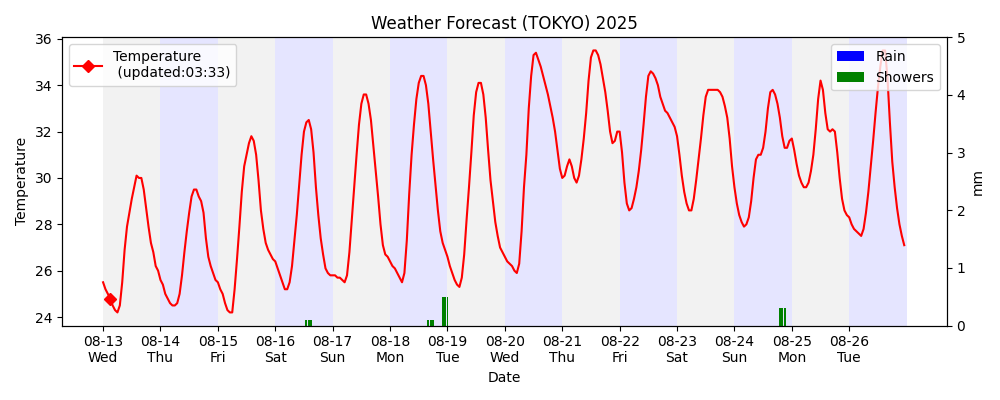 Weather Forecast (TOKYO) 2025
Temperature
(updated:03:33)
Rain
Showers
36
34
32
30
28
26
24
Temperature
5
4
3
2
1
0
mm
08-13 08-14 08-15 08-16 08-17 08-18 08-19 08-20 08-21 08-22 08-23 08-24 08-25 08-26
Wed Thu Fri Sat Sun Mon Tue Wed Thu Fri Sat Sun Mon Tue
Date